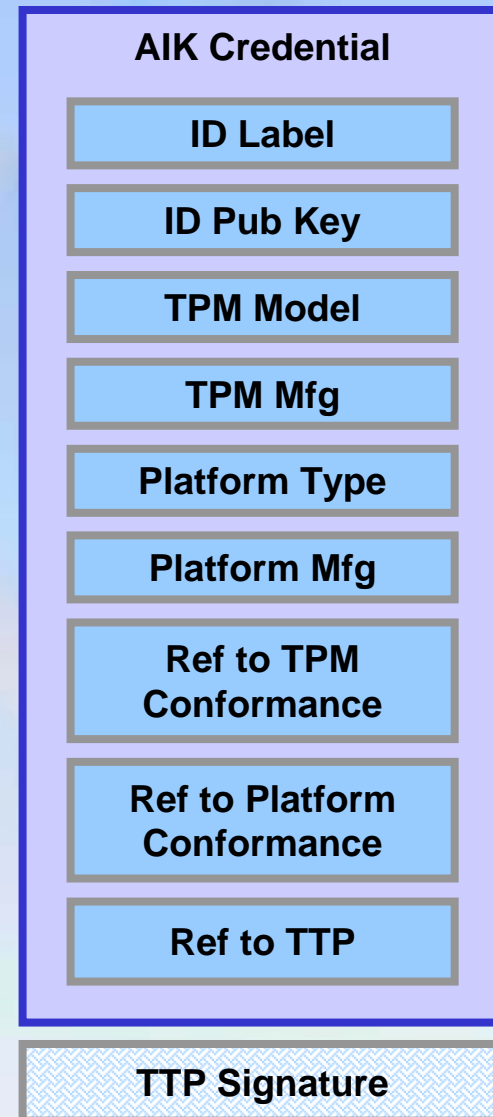 AIK Credential
ID Label
ID Pub Key
TPM Model
TPM Mfg
Platform Type
Platform Mfg
Ref to TPM
Conformance
Ref to Platform
Conformance
Ref to TTP
TTP Signature